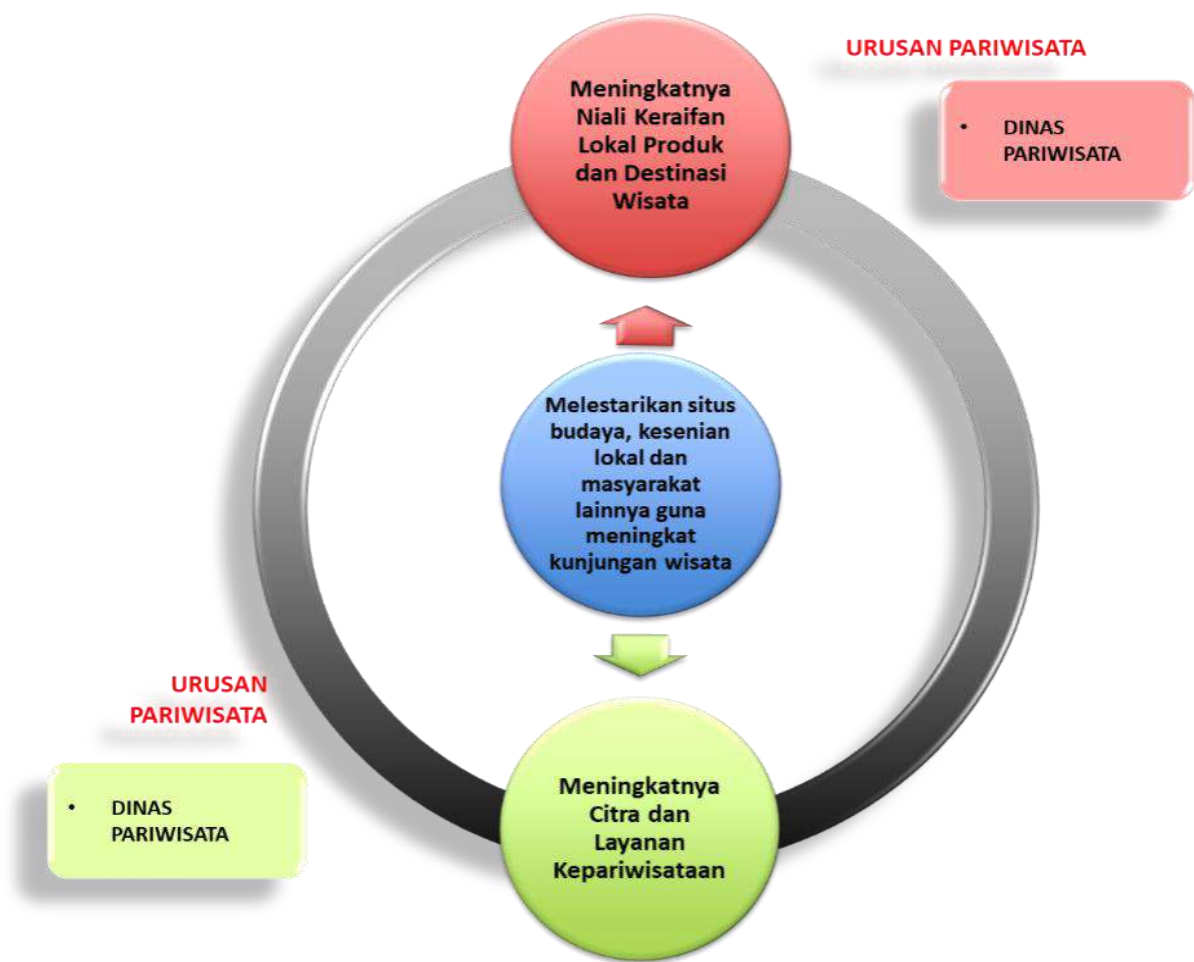 URUSAN PARIWISATA
Meningkatnya
Niali Keraifan
Lokal Produk
dan Destinasi
Wisata
• DINAS
PARIWISATA
Melestarikan situs
budaya, kesenian
lokal dan
masyarakat
lainnya guna
meningkat
kunjungan wisata
URUSAN
PARIWISATA
• DINAS
PARIWISATA
Meningkatnya
Citra dan
Layanan
Kepariwisataan